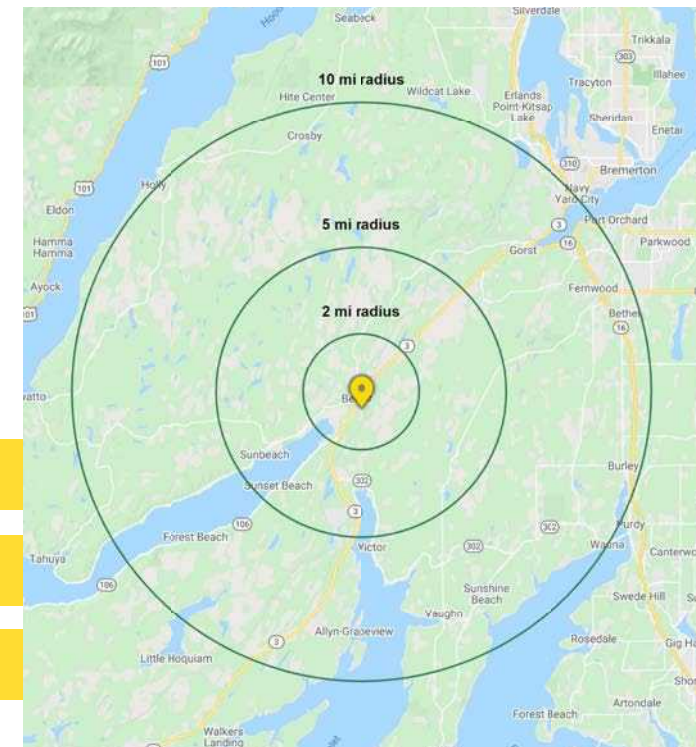 Seabeck
Silverdale
Trikkala
303
101
Illahee
10 mi radius
Tracyton
Hite Center
Wildcat Lake
Erlands
Point-Kitsap
Lake
Sheridan
Enetai
Crosby
310
Bremerton
101
Holly
Navy
Yard City
Eldon
5 mi radius
3
Port Orchard
Hamma
Hamma
Gorst
16
Parkwood
Ayock
Fernwood
101
2 mi radius
Bethel
16
3
Sunbeach
Burley
302
Sunset Beach
106
3
302
Purdy
Forest Beach
Victor
302
Wauna
Tahuya
106
Sunshine
Beach
Swede Hill
Vaughn
Allyn-Grapeview
3
Rosedale
Little Hoquiam
Artondale
Forest Beach
Walkers
Landing